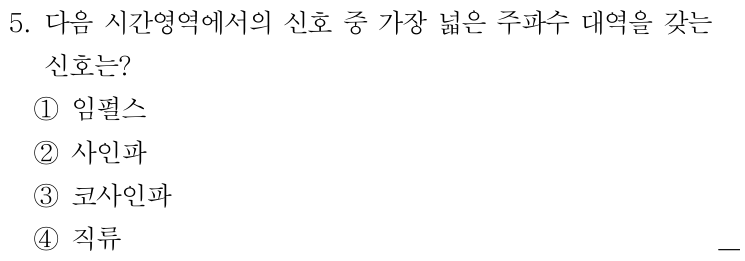 5. 다음 시간영역에서의 신호 중 가장 넓은 주파수 대역을 갖는
신호는?
① 임펄스
② 사인파
③ 코사인파
④ 직류